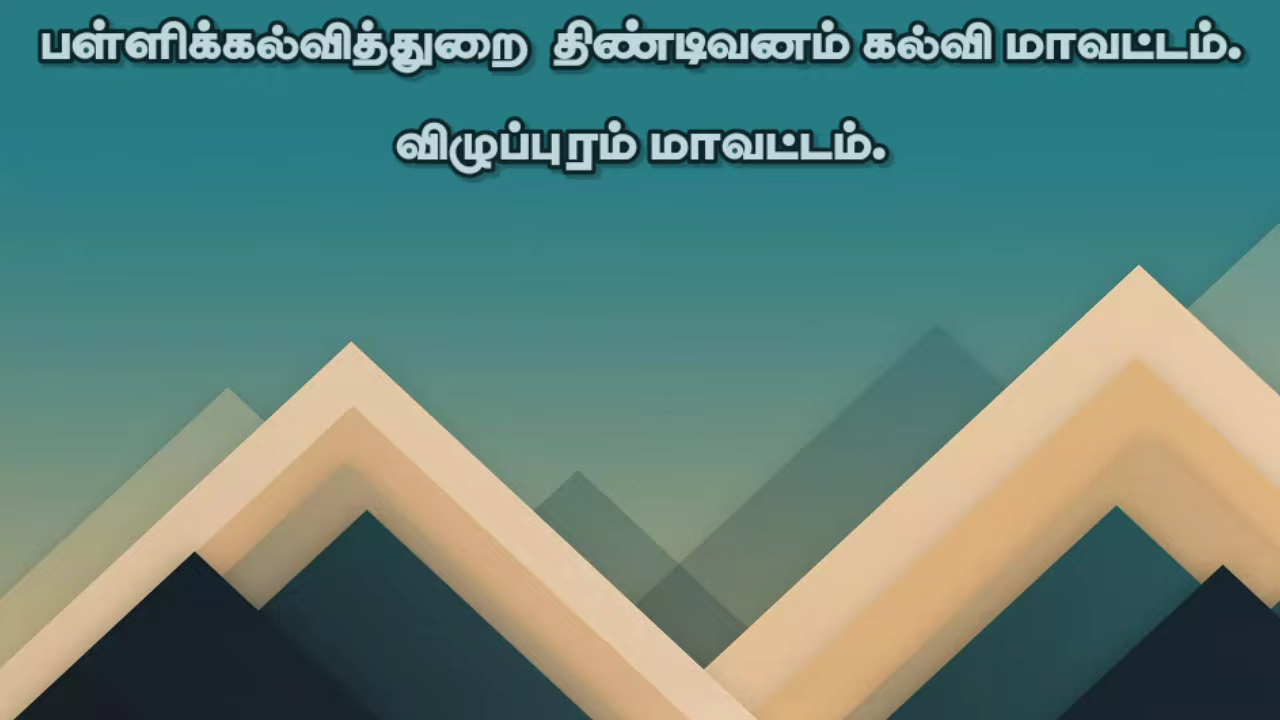 பள்ளிக்கல்வித்துறை திண்டிவனம் கல்வி மாவட்டம்.
விழுப்புரம் மாவட்டம்.